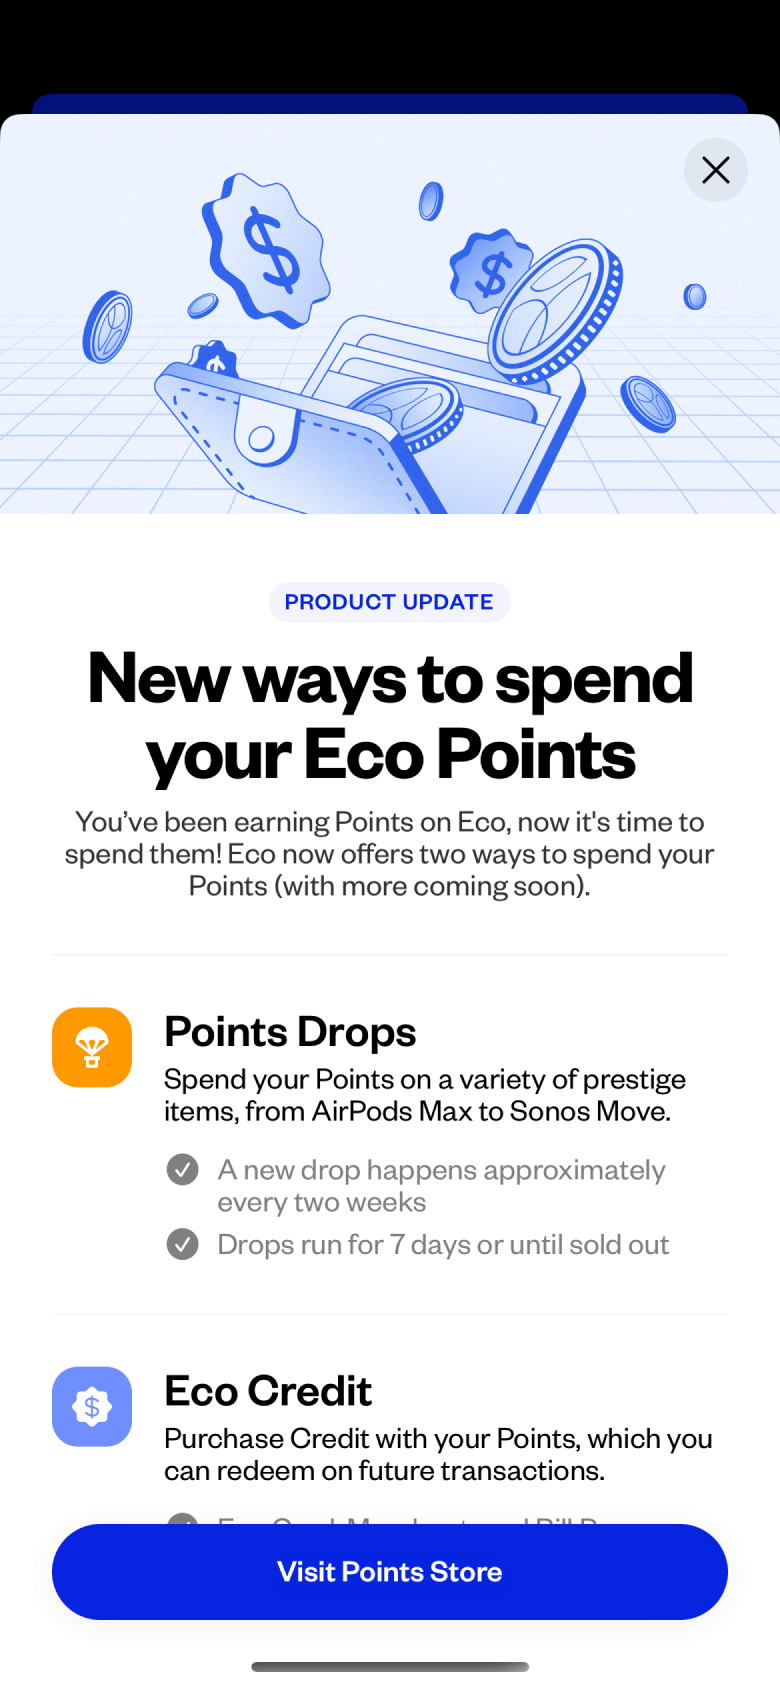 PRODUCT UPDATE
New ways to spend
your Eco Points
You’ve been earning Points on Eco, now it's time to
spend them! Eco now offers two ways to spend your
Points (with more coming soon).
Points Drops
Spend your Points on a variety of prestige
items, from AirPods Max to Sonos Move.
A new drop happens approximately
every two weeks
Drops run for 7 days or until sold out
Eco Credit
Purchase Credit with your Points, which you
can redeem on future transactions.
Visit Points Store